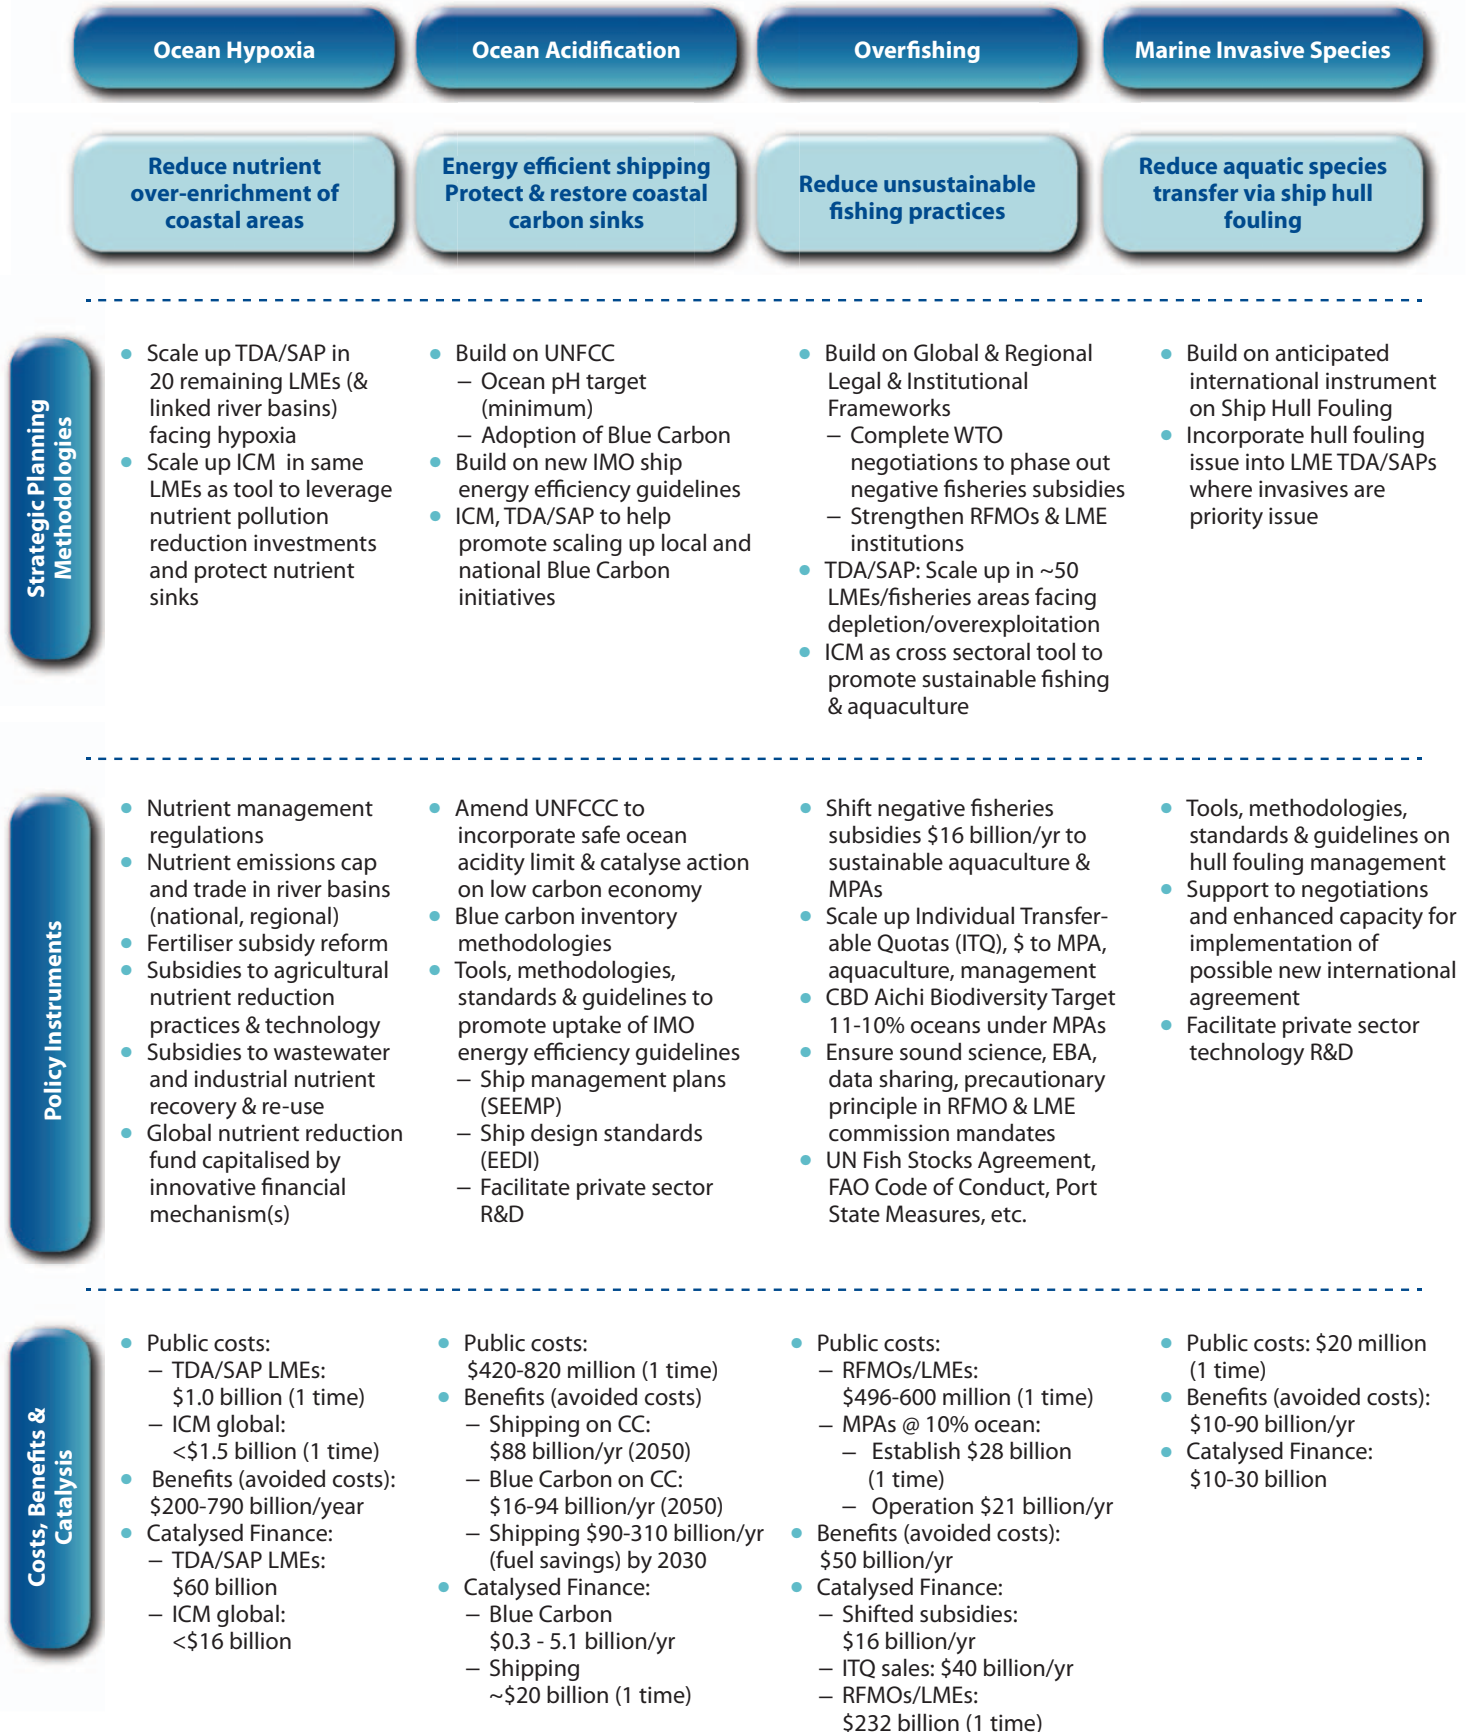 Ocean Hypoxia
Ocean Acidification
Overfishing
Marine Invasive Species
Reduce nutrient
over-enrichment of
coastal areas
Energy efficient shipping
Protect & restore coastal
carbon sinks
Reduce unsustainable
fishing practices
Reduce aquatic species
transfer via ship hull
fouling
Strategic Planning
Methodologies
• Scale up TDA/SAP in
20 remaining LMEs (&
linked river basins)
facing hypoxia
• Scale up ICM in same
LMEs as tool to leverage
nutrient pollution
reduction investments
and protect nutrient
sinks
• Build on UNFCC
– Ocean pH target
(minimum)
– Adoption of Blue Carbon
• Build on new IMO ship
energy efficiency guidelines
• ICM, TDA/SAP to help
promote scaling up local and
national Blue Carbon
initiatives
• Build on Global & Regional
Legal & Institutional
Frameworks
– Complete WTO
negotiations to phase out
negative fisheries subsidies
– Strengthen RFMOs & LME
institutions
• TDA/SAP: Scale up in ~50
LMEs/fisheries areas facing
depletion/overexploitation
• ICM as cross sectoral tool to
promote sustainable fishing
& aquaculture
• Build on anticipated
international instrument
on Ship Hull Fouling
• Incorporate hull fouling
issue into LME TDA/SAPs
where invasives are
priority issue
Policy Instruments
• Nutrient management
regulations
• Nutrient emissions cap
and trade in river basins
(national, regional)
• Fertiliser subsidy reform
• Subsidies to agricultural
nutrient reduction
practices & technology
• Subsidies to wastewater
and industrial nutrient
recovery & re-use
• Global nutrient reduction
fund capitalised by
innovative financial
mechanism(s)
• Amend UNFCCC to
incorporate safe ocean
acidity limit & catalyse action
on low carbon economy
• Blue carbon inventory
methodologies
• Tools, methodologies,
standards & guidelines to
promote uptake of IMO
energy efficiency guidelines
– Ship management plans
(SEEMP)
– Ship design standards
(EEDI)
– Facilitate private sector
R&D
• Shift negative fisheries
subsidies $16 billion/yr to
sustainable aquaculture &
MPAs
• Scale up Individual Transfer-
able Quotas (ITQ), $ to MPA,
aquaculture, management
• CBD Aichi Biodiversity Target
11-10% oceans under MPAs
• Ensure sound science, EBA,
data sharing, precautionary
principle in RFMO & LME
commission mandates
• UN Fish Stocks Agreement,
FAO Code of Conduct, Port
State Measures, etc.
• Tools, methodologies,
standards & guidelines on
hull fouling management
• Support to negotiations
and enhanced capacity for
implementation of
possible new international
agreement
• Facilitate private sector
technology R&D
Costs, Benefits &
Catalysis
• Public costs:
– TDA/SAP LMEs:
$1.0 billion (1 time)
– ICM global:
<$1.5 billion (1 time)
• Benefits (avoided costs):
$200-790 billion/year
• Catalysed Finance:
– TDA/SAP LMEs:
$60 billion
– ICM global:
<$16 billion
• Public costs:
$420-820 million (1 time)
• Benefits (avoided costs)
– Shipping on CC:
$88 billion/yr (2050)
– Blue Carbon on CC:
$16-94 billion/yr (2050)
– Shipping $90-310 billion/yr
(fuel savings) by 2030
• Catalysed Finance:
– Blue Carbon
$0.3 - 5.1 billion/yr
– Shipping
~$20 billion (1 time)
• Public costs:
– RFMOs/LMEs:
$496-600 million (1 time)
– MPAs @ 10% ocean:
– Establish $28 billion
(1 time)
– Operation $21 billion/yr
• Benefits (avoided costs):
$50 billion/yr
• Catalysed Finance:
– Shifted subsidies:
$16 billion/yr
– ITQ sales: $40 billion/yr
– RFMOs/LMEs:
$232 billion (1 time)
• Public costs: $20 million
(1 time)
• Benefits (avoided costs):
$10-90 billion/yr
• Catalysed Finance:
$10-30 billion